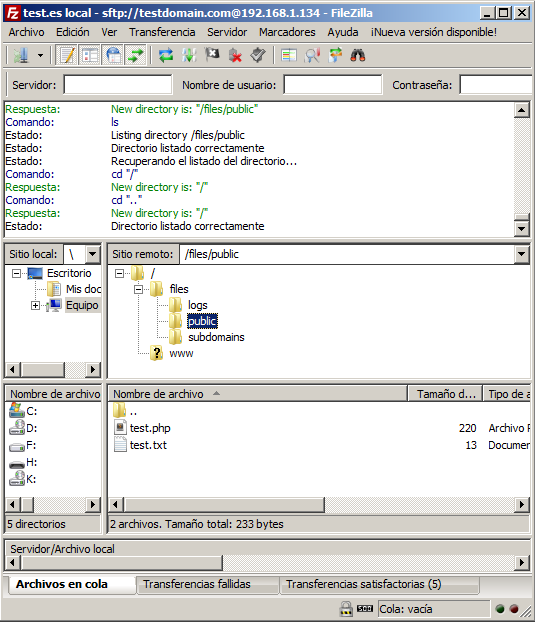 test.es local - sftp://testdomain.com@192.168.1.134 - FileZilla
Archivo Edición Ver Transferencia Servidor Marcadores Ayuda ¡Nueva versión disponible!
Servidor: Nombre de usuario: Contraseña:
Respuesta: New directory is: "/files/public"
Comando: ls
Estado: Listing directory /files/public
Estado: Directorio listado correctamente
Estado: Recuperando el listado del directorio...
Comando: cd "/"
Respuesta: New directory is: "/"
Comando: cd ".."
Respuesta: New directory is: "/"
Estado: Directorio listado correctamente
Sitio local: \ Sitio remoto: /files/public
Escritorio
Mis doc
Equipo
/
files
logs
public
subdomains
www
Nombre de archivo
C:
D:
F:
H:
K:
5 directorios
Nombre de archivo Tamaño d... Tipo de a
..
test.php 220 Archivo P
test.txt 13 Documen
2 archivos. Tamaño total: 233 bytes
Servidor/Archivo local
Archivos en cola Transferencias fallidas Transferencias satisfactorias (5)
Cola: vacía